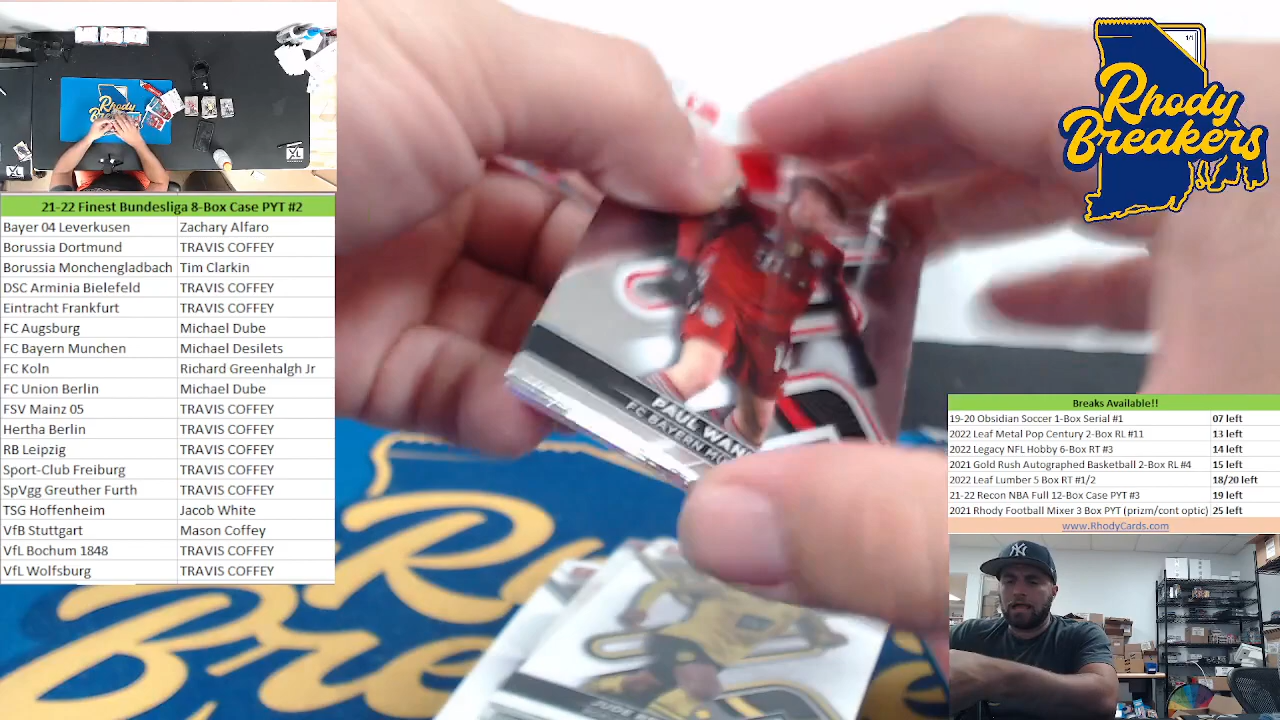 Rhody
Breakers
1/1
21-22 Finest Bundesliga 8-Box Case PYT #2
Bayer 04 Leverkusen Zachary Alfaro
Borussia Dortmund TRAVIS COFFEY
Borussia Monchengladbach Tim Clarkin
DSC Arminia Bielefeld TRAVIS COFFEY
Eintracht Frankfurt TRAVIS COFFEY
FC Augsburg Michael Dube
FC Bayern Munchen Michael Desilets
FC Koln Richard Greenhalgh Jr
FC Union Berlin Michael Dube
FSV Mainz 05 TRAVIS COFFEY
Hertha Berlin TRAVIS COFFEY
RB Leipzig TRAVIS COFFEY
Sport-Club Freiburg TRAVIS COFFEY
SpVgg Greuther Furth TRAVIS COFFEY
TSG Hoffenheim Jacob White
VfB Stuttgart Mason Coffey
VfL Bochum 1848 TRAVIS COFFEY
VfL Wolfsburg TRAVIS COFFEY
PAUL WAN
FC BAYERN
JUDE
Breaks Available!!
19-20 Obsidian Soccer 1-Box Serial #1 07 left
2022 Leaf Metal Pop Century 2-Box RL #11 13 left
2022 Legacy NFL Hobby 6-Box RT #3 14 left
2021 Gold Rush Autographed Basketball 2-Box RL #4 15 left
2022 Leaf Lumber 5 Box RT #1/2 18/20 left
21-22 Recon NBA Full 12-Box Case PYT #3 19 left
2021 Rhody Football Mixer 3 Box PYT (prizm/cont optic) 25 left
www.RhodyCards.com